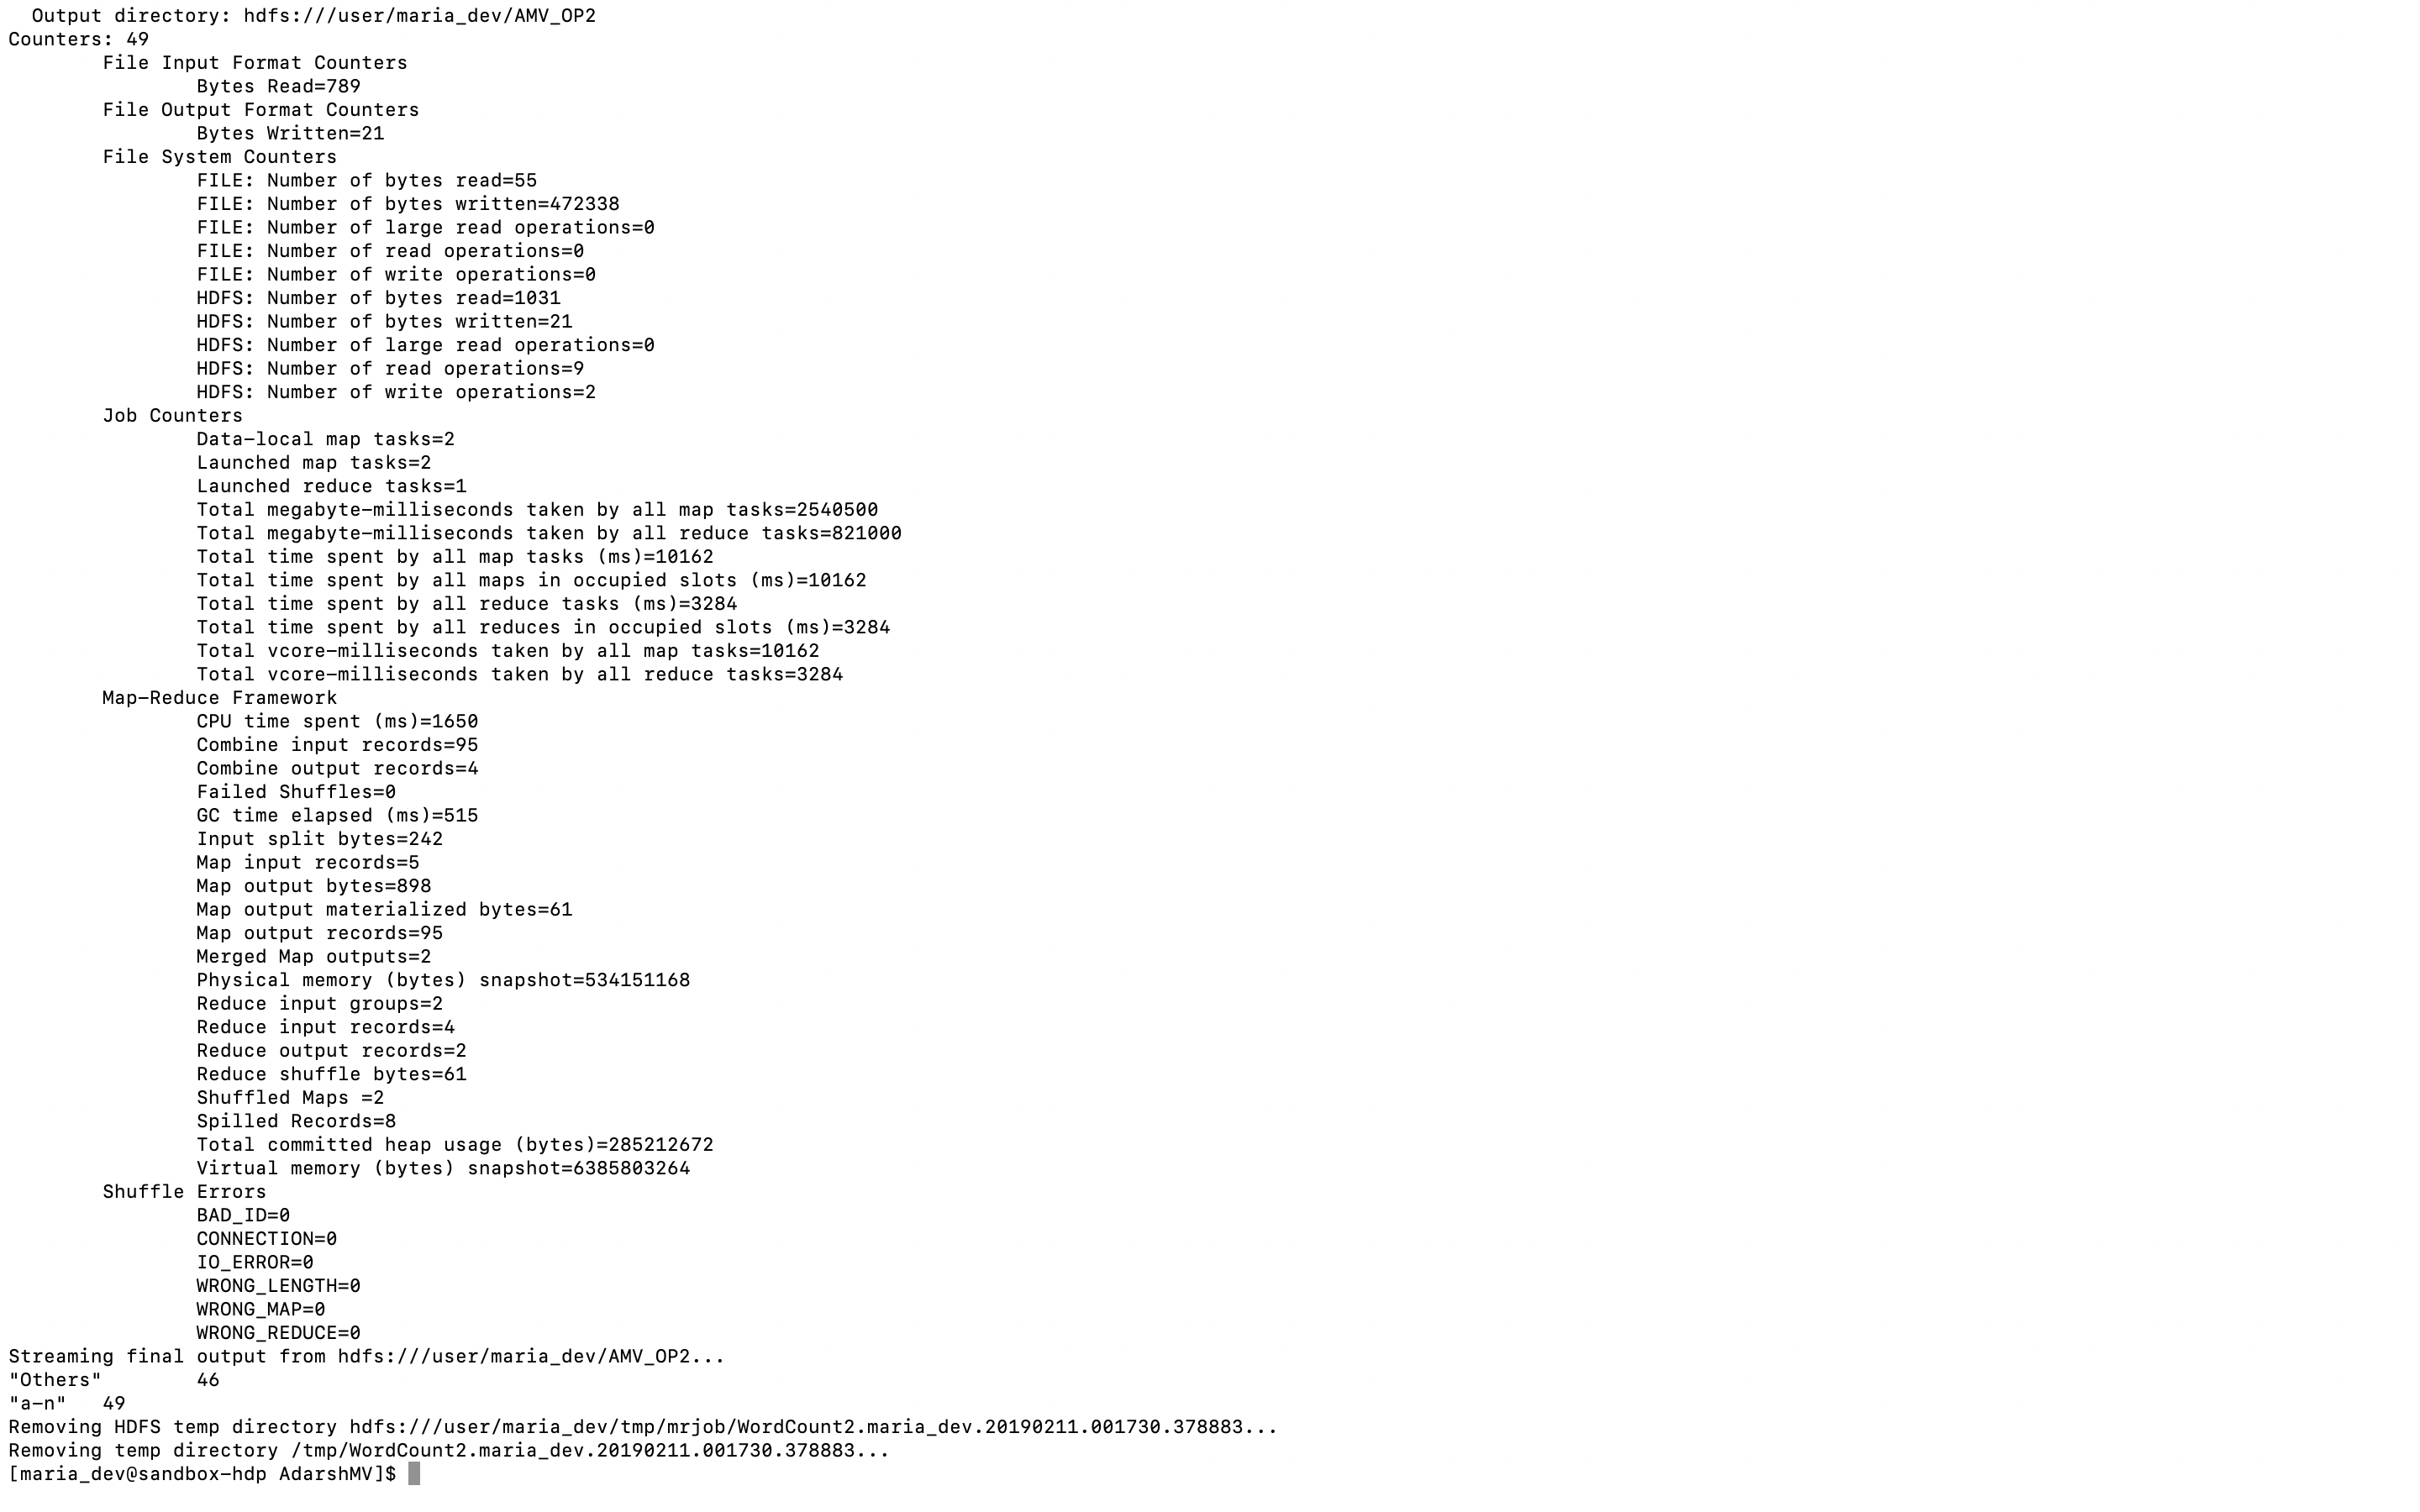 Output directory: hdfs:///user/maria_dev/AMV_OP2
Counters: 49
        File Input Format Counters
                Bytes Read=789
        File Output Format Counters
                Bytes Written=21
        File System Counters
                FILE: Number of bytes read=55
                FILE: Number of bytes written=472338
                FILE: Number of large read operations=0
                FILE: Number of read operations=0
                FILE: Number of write operations=0
                HDFS: Number of bytes read=1031
                HDFS: Number of bytes written=21
                HDFS: Number of large read operations=0
                HDFS: Number of read operations=9
                HDFS: Number of write operations=2
        Job Counters
                Data-local map tasks=2
                Launched map tasks=2
                Launched reduce tasks=1
                Total megabyte-milliseconds taken by all map tasks=2540500
                Total megabyte-milliseconds taken by all reduce tasks=821000
                Total time spent by all map tasks (ms)=10162
                Total time spent by all maps in occupied slots (ms)=10162
                Total time spent by all reduce tasks (ms)=3284
                Total time spent by all reduces in occupied slots (ms)=3284
                Total vcore-milliseconds taken by all map tasks=10162
                Total vcore-milliseconds taken by all reduce tasks=3284
        Map-Reduce Framework
                CPU time spent (ms)=1650
                Combine input records=95
                Combine output records=4
                Failed Shuffles=0
                GC time elapsed (ms)=515
                Input split bytes=242
                Map input records=5
                Map output bytes=898
                Map output materialized bytes=61
                Map output records=95
                Merged Map outputs=2
                Physical memory (bytes) snapshot=534151168
                Reduce input groups=2
                Reduce input records=4
                Reduce output records=2
                Reduce shuffle bytes=61
                Shuffled Maps =2
                Spilled Records=8
                Total committed heap usage (bytes)=285212672
                Virtual memory (bytes) snapshot=6385803264
        Shuffle Errors
                BAD_ID=0
                CONNECTION=0
                IO_ERROR=0
                WRONG_LENGTH=0
                WRONG_MAP=0
                WRONG_REDUCE=0
Streaming final output from hdfs:///user/maria_dev/AMV_OP2...
"Others"        46
"a-n"   49
Removing HDFS temp directory hdfs:///user/maria_dev/tmp/mrjob/WordCount2.maria_dev.20190211.001730.378883...
Removing temp directory /tmp/WordCount2.maria_dev.20190211.001730.378883...
[maria_dev@sandbox-hdp AdarshMV]$